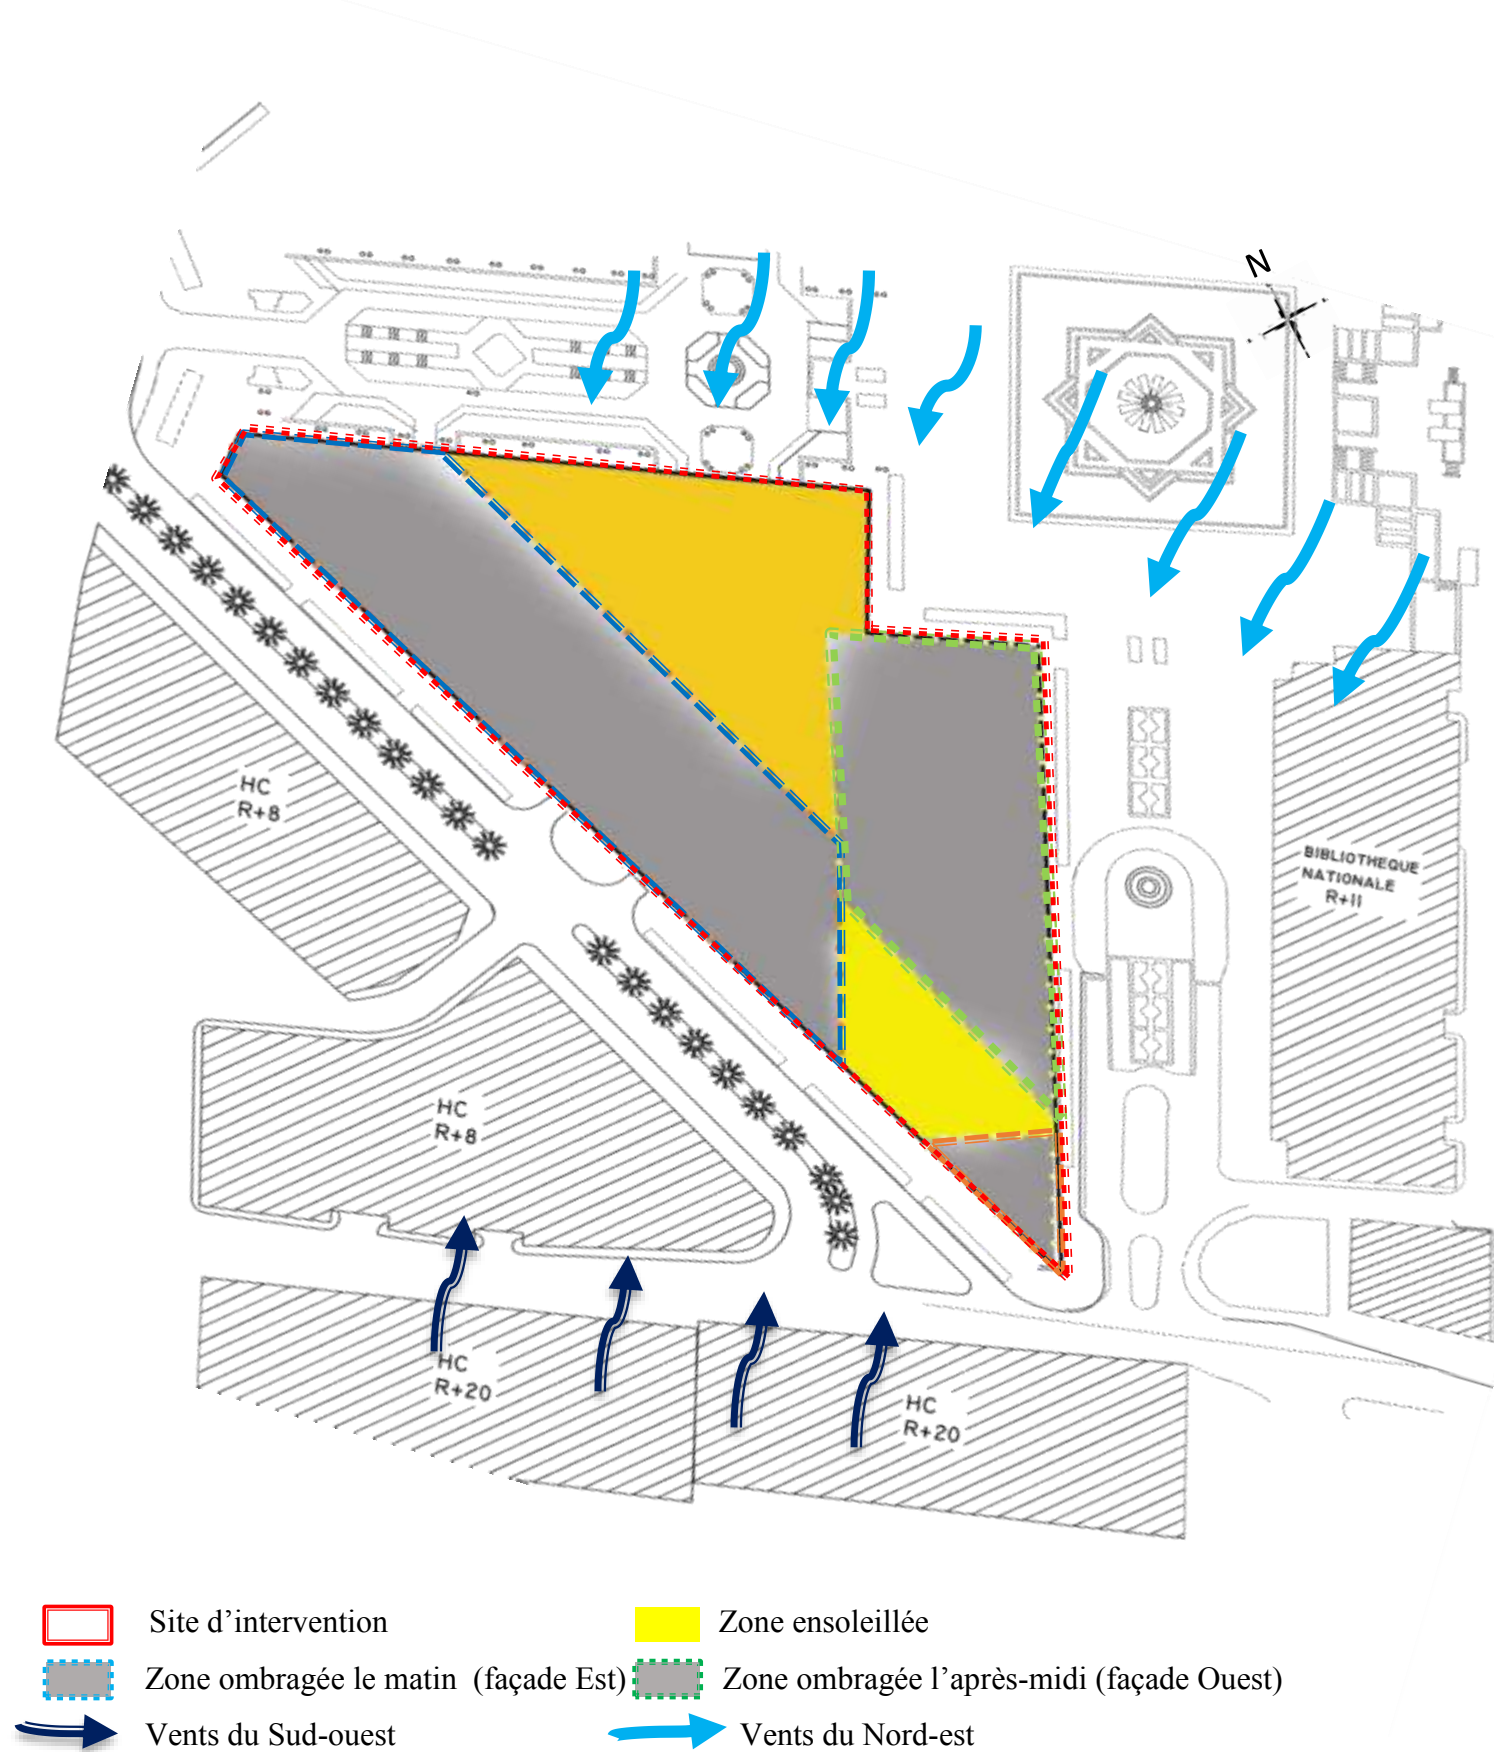 N
HC
R+8
BIBLIOTHEQUE
NATIONALE
R+11
HC
R+8
HC
R+20
HC
R+20
Site d’intervention
Zone ensoleillée
Zone ombragée le matin (façade Est)
Zone ombragée l’après-midi (façade Ouest)
Vents du Sud-ouest
Vents du Nord-est